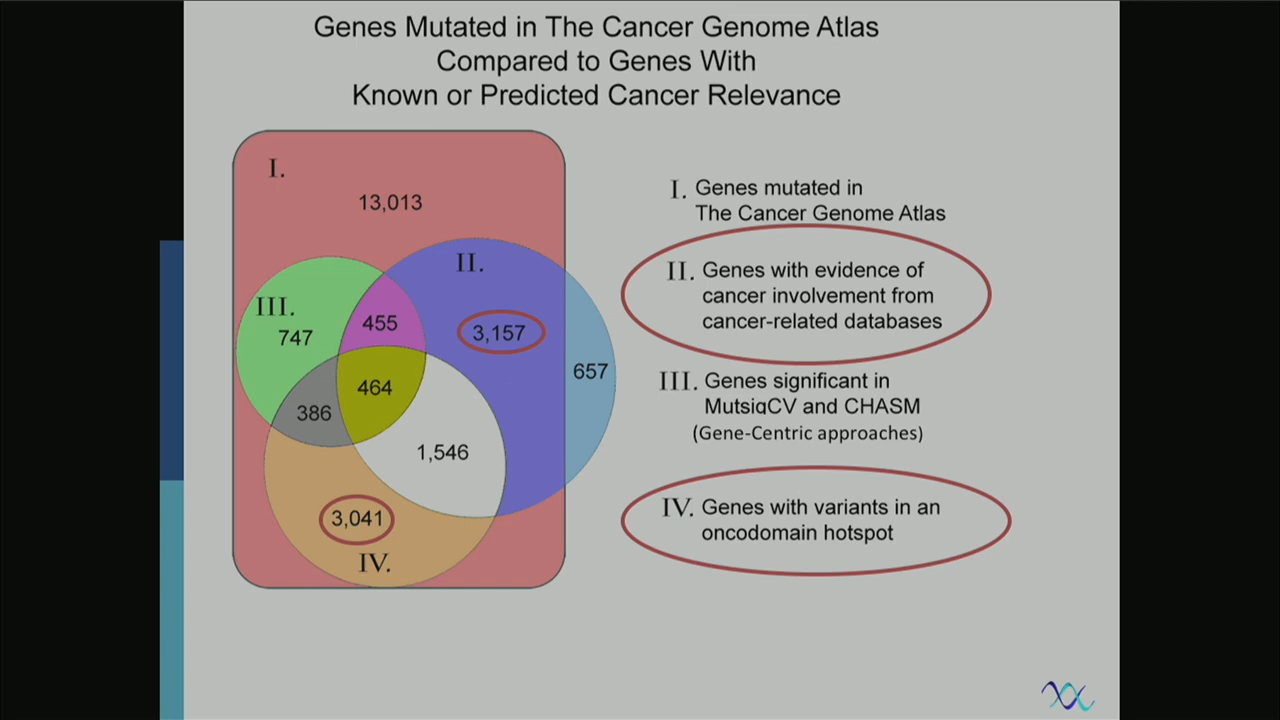 Genes Mutated in The Cancer Genome Atlas
Compared to Genes With
Known or Predicted Cancer Relevance
I.
13,013
II.
III.
747
455
3,157
657
464
386
1,546
3,041
IV.
I. Genes mutated in
The Cancer Genome Atlas
II. Genes with evidence of
cancer involvement from
cancer-related databases
III. Genes significant in
MutsigCV and CHASM
(Gene-Centric approaches)
IV. Genes with variants in an
oncodomain hotspot